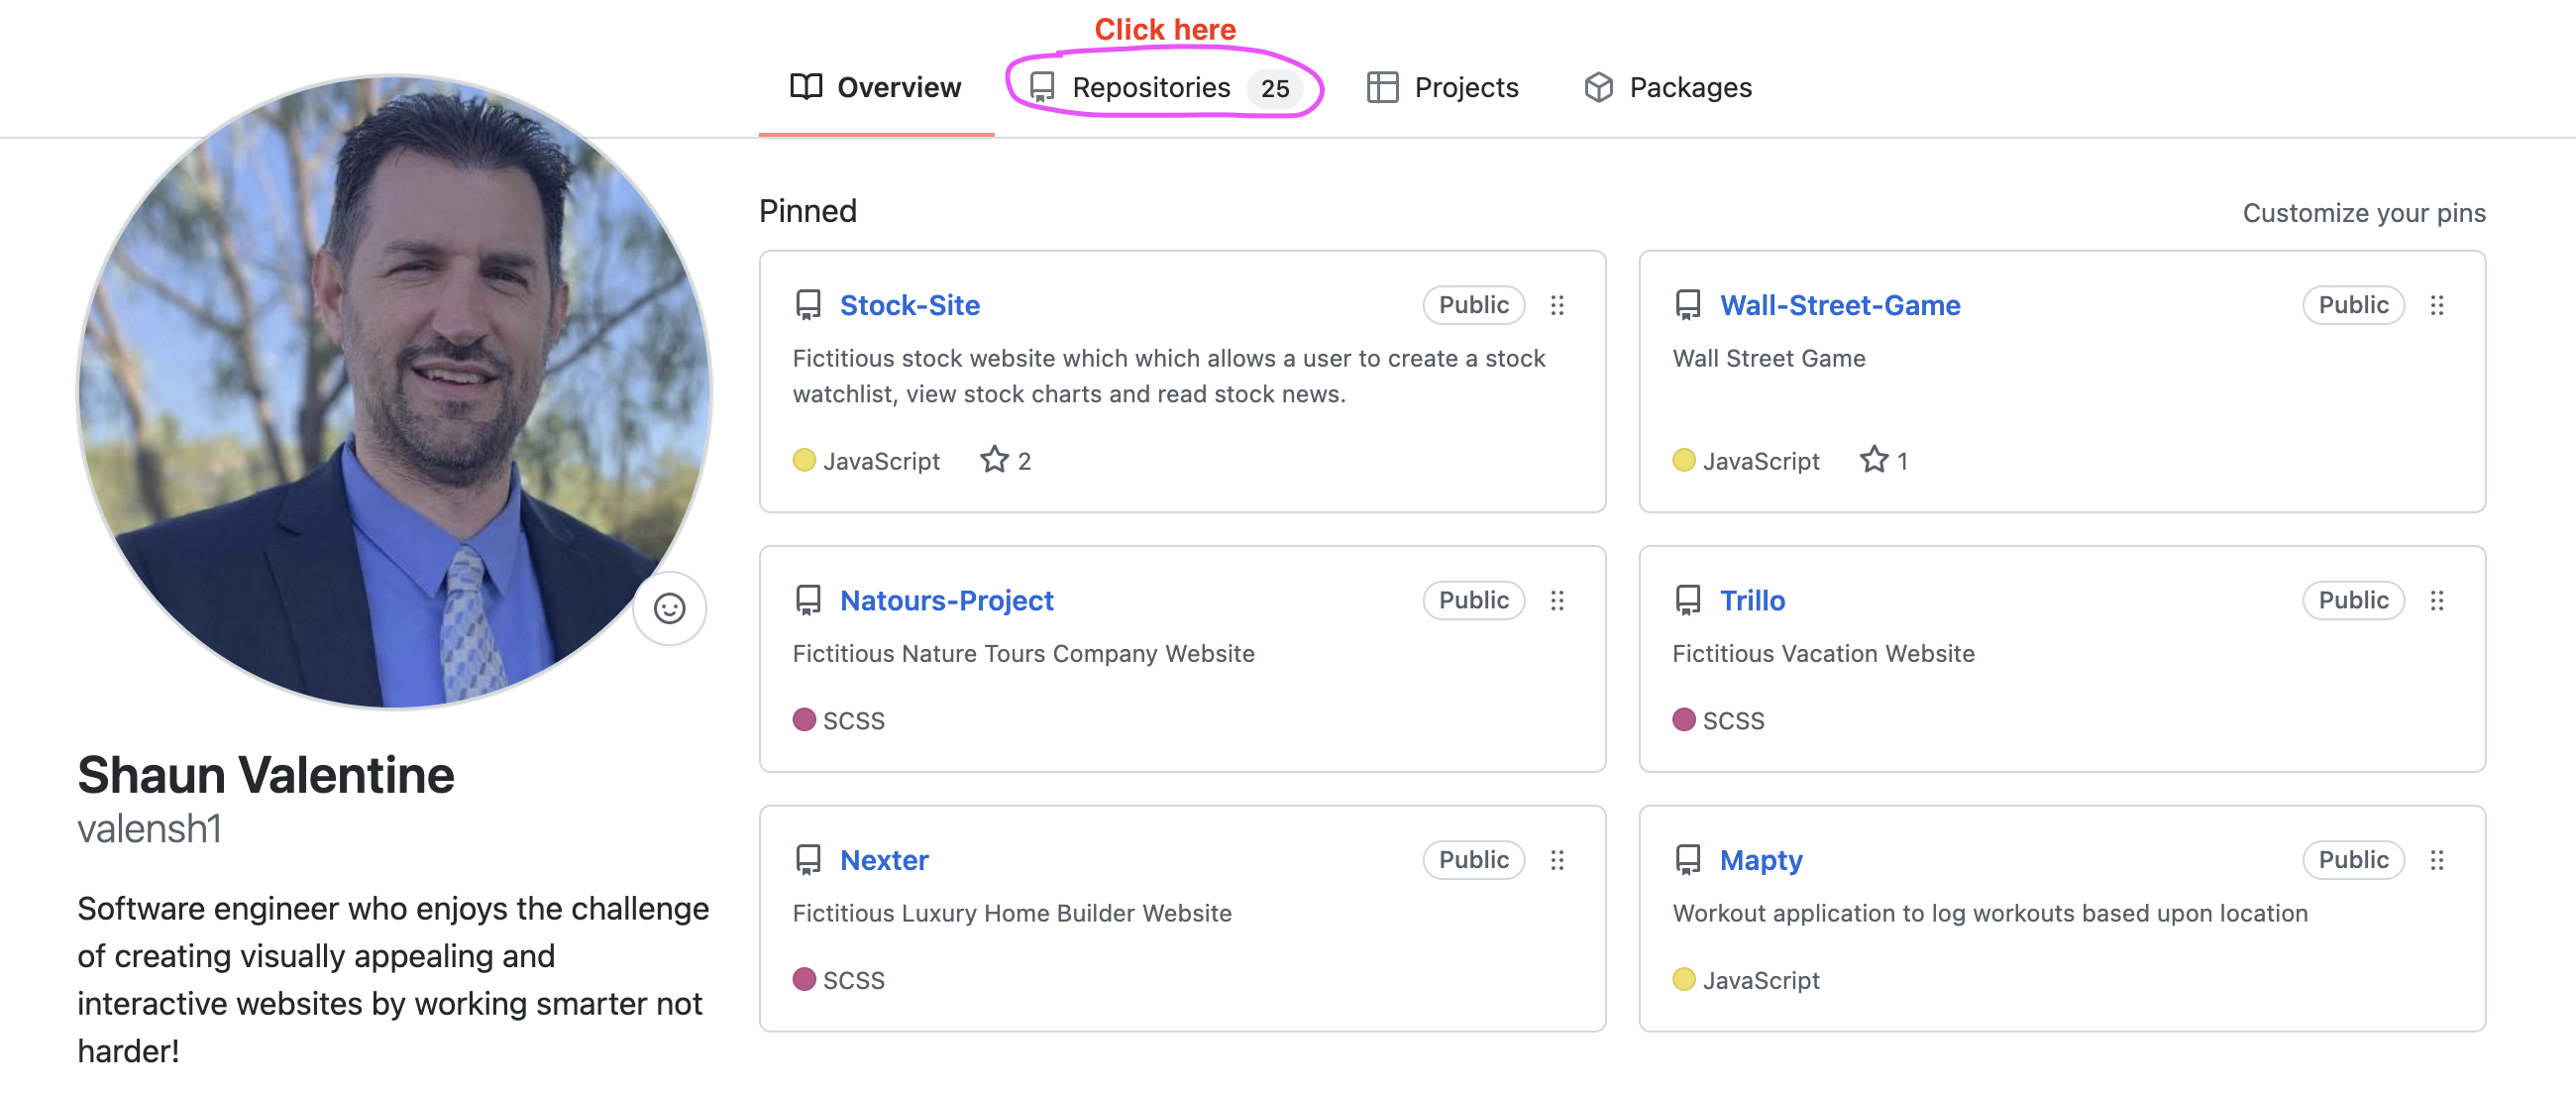 Click here
Overview
Repositories 25
Projects
Packages
Pinned
Customize your pins
Stock-Site
Public
Fictitious stock website which which allows a user to create a stock
watchlist, view stock charts and read stock news.
JavaScript
2
Wall-Street-Game
Public
Wall Street Game
JavaScript
1
Natours-Project
Public
Fictitious Nature Tours Company Website
SCSS
Trillo
Public
Fictitious Vacation Website
SCSS
Nexter
Public
Fictitious Luxury Home Builder Website
SCSS
Mapty
Public
Workout application to log workouts based upon location
JavaScript
Shaun Valentine
valensh1
Software engineer who enjoys the challenge
of creating visually appealing and
interactive websites by working smarter not
harder!